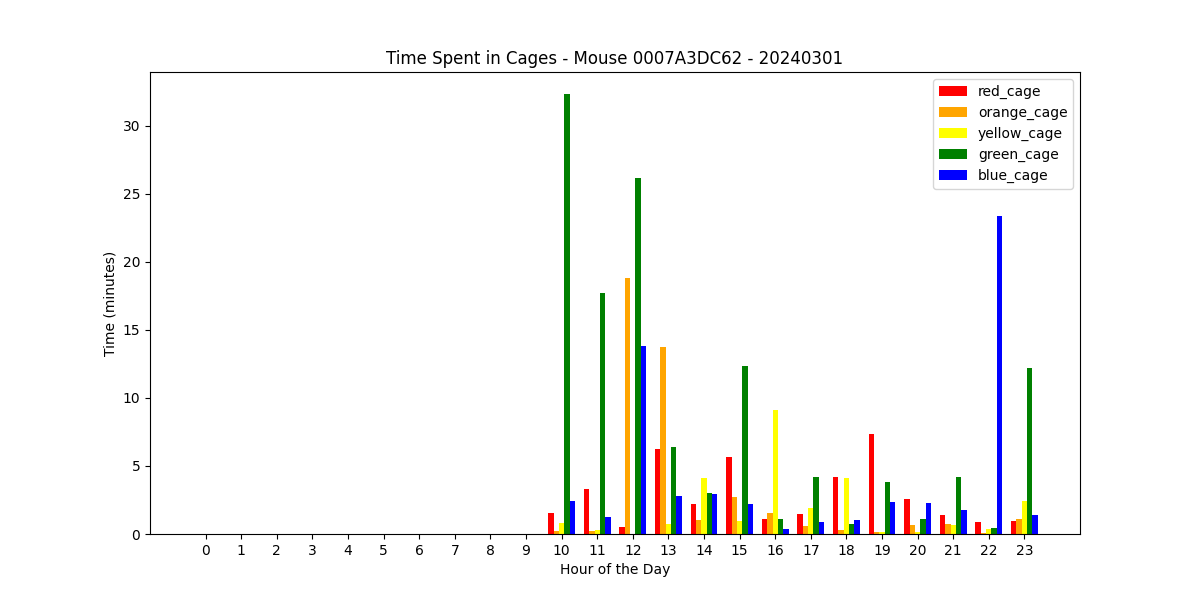 Time Spent in Cages - Mouse 0007A3DC62 - 20240301
red_cage
orange_cage
yellow_cage
green_cage
blue_cage
Time (minutes)
30
25
20
15
10
5
0
0 1 2 3 4 5 6 7 8 9 10 11 12 13 14 15 16 17 18 19 20 21 22 23
Hour of the Day